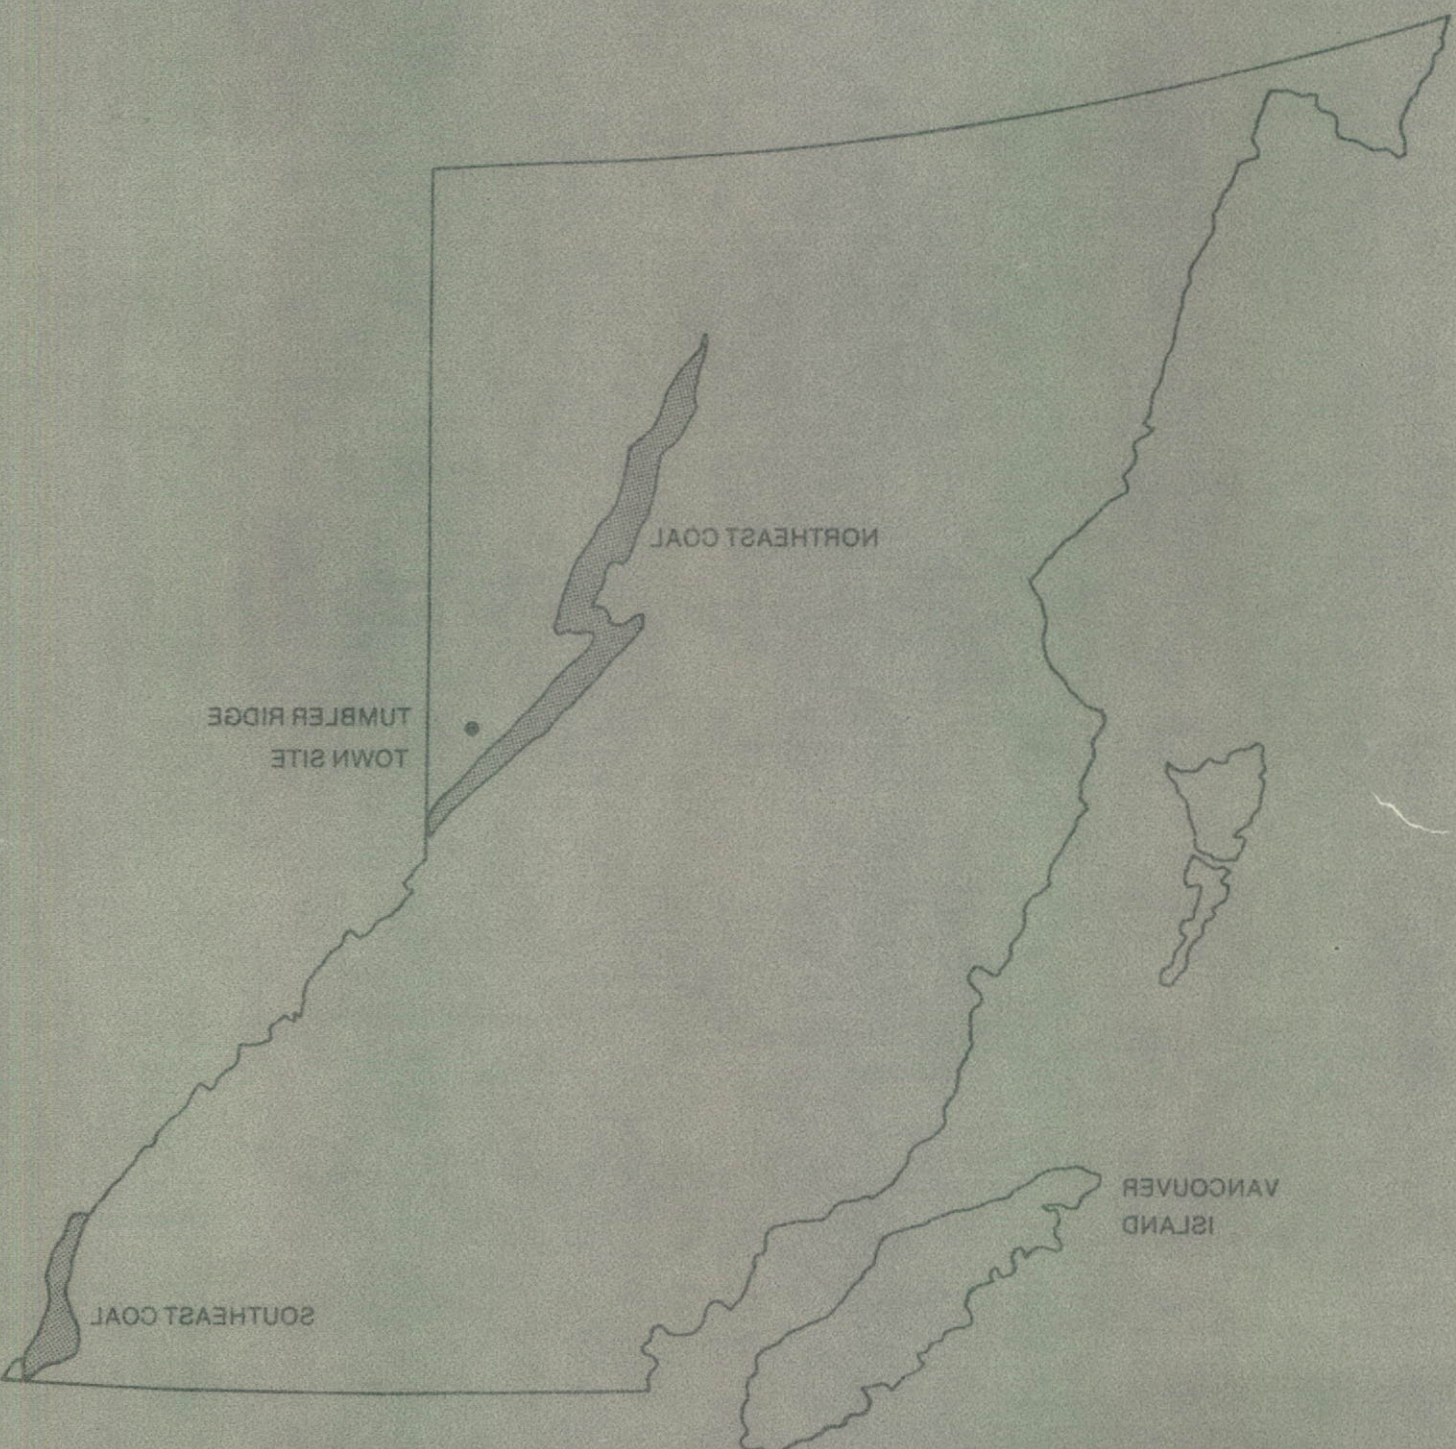 NORTHEAST COAL
TUMBLER RIDGE
TOWN SITE
VANCOUVER
ISLAND
SOUTHEAST COAL